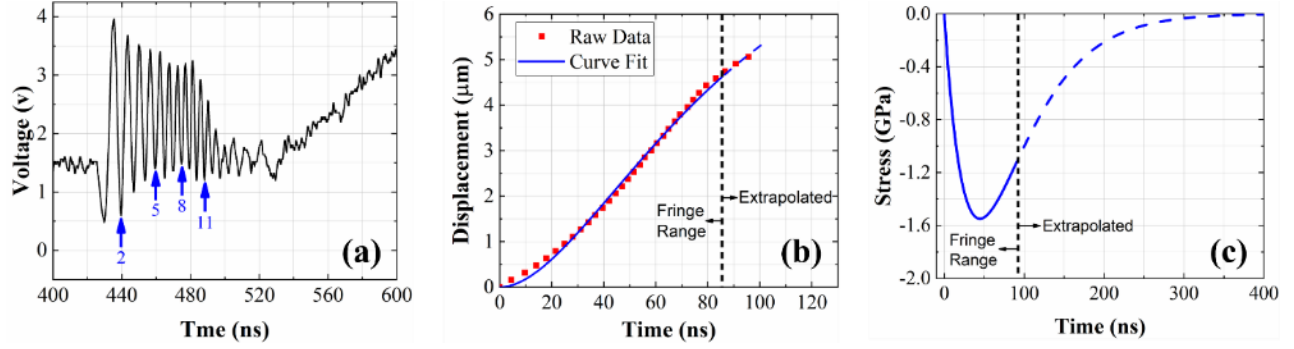 4
3
2
1
0
Voltage (v)
2
5
8
11
(a)
400
440
480
520
560
600
Tme (ns)
6
5
4
3
2
1
0
Displacement (μm)
Raw Data
Curve Fit
Fringe
Range
Extrapolated
(b)
0
20
40
60
80
100
120
Time (ns)
0.0
-0.4
-0.8
-1.2
-1.6
-2.0
Stress (GPa)
Fringe
Range
Extrapolated
(c)
0
100
200
300
400
Time (ns)